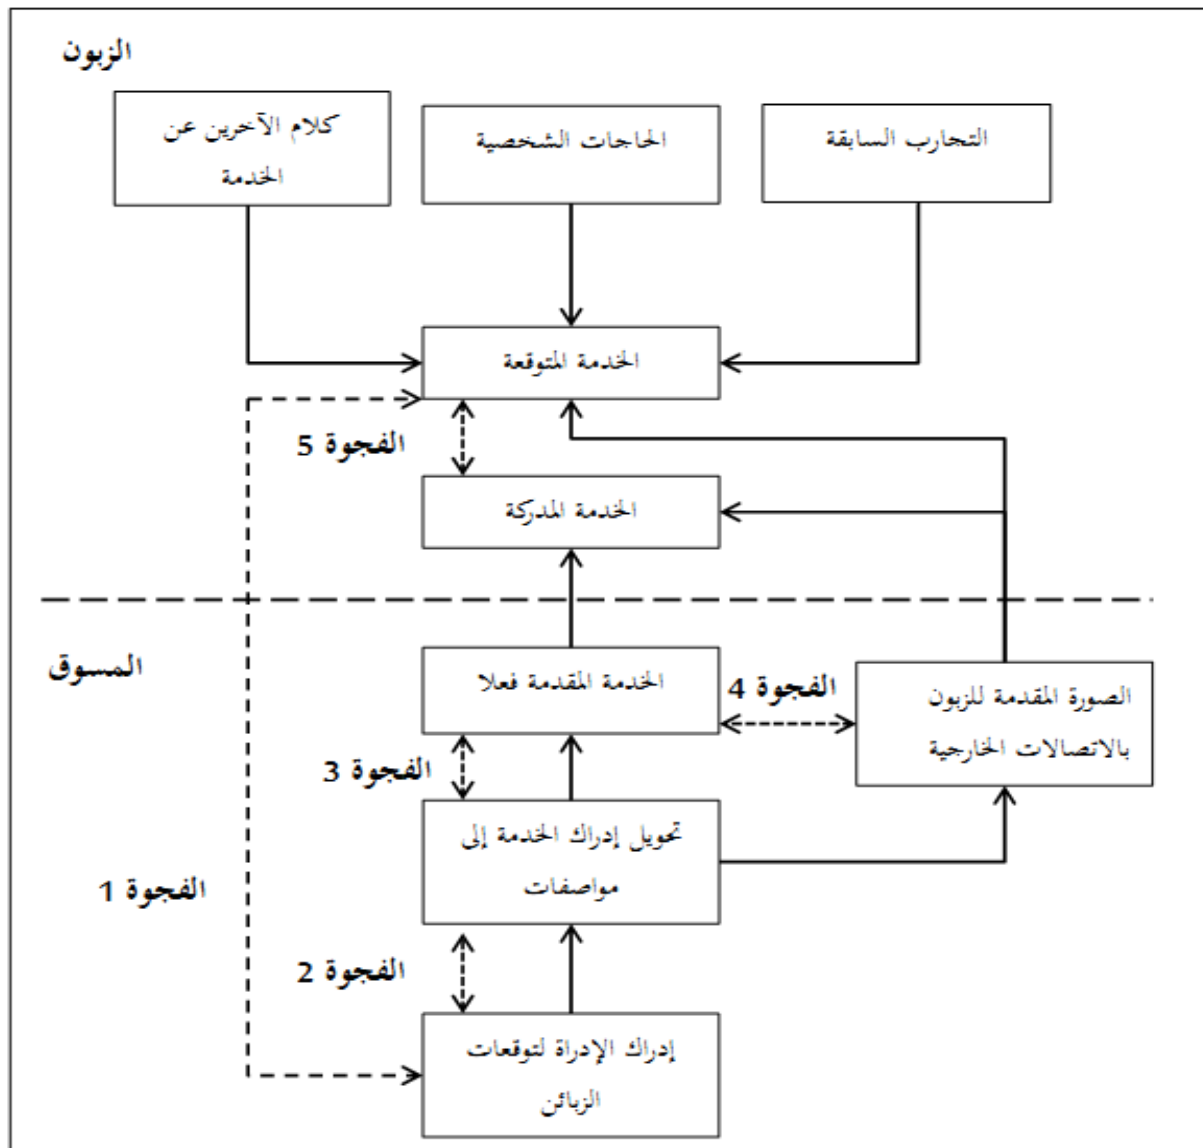 الزبون
التجارب السابقة
الحاجات الشخصية
كلام الآخرين عن
الخدمة
الخدمة المتوقعة
الفجوة 5
الخدمة المدركة
المسوق
الخدمة المقدمة فعلا
الفجوة 4
الصورة المقدمة للزبون
بالاتصالات الخارجية
الفجوة 3
تحويل إدراك الخدمة إلى
مواصفات
الفجوة 1
الفجوة 2
إدراك الإدراة لتوقعات
الزبائن